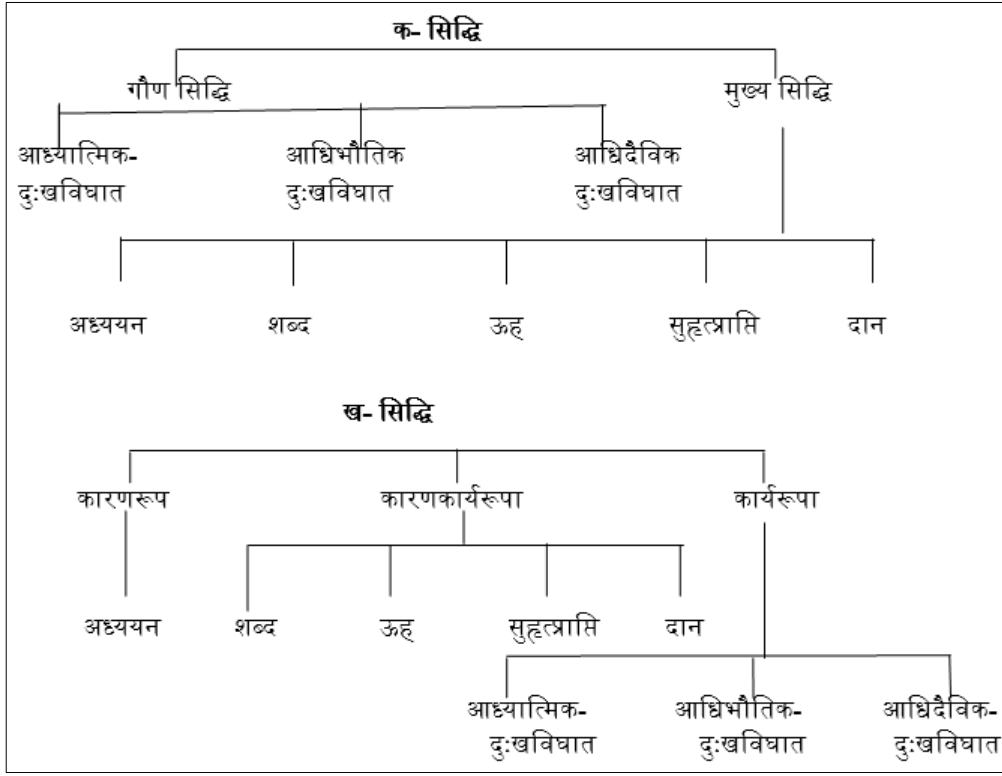 क- सिद्धि
गौण सिद्धि मुख्य सिद्धि
आध्यात्मिक- आधिभौतिक आधिदैविक
दुःखविघात दुःखविघात दुःखविघात
अध्ययन शब्द ऊह सुहृत्प्राप्ति दान
ख- सिद्धि
कारणरूप कारणकार्यरूपा कार्यरूपा
अध्ययन शब्द ऊह सुहृत्प्राप्ति दान
आध्यात्मिक- आधिभौतिक- आधिदैविक-
दुःखविघात दुःखविघात दुःखविघात